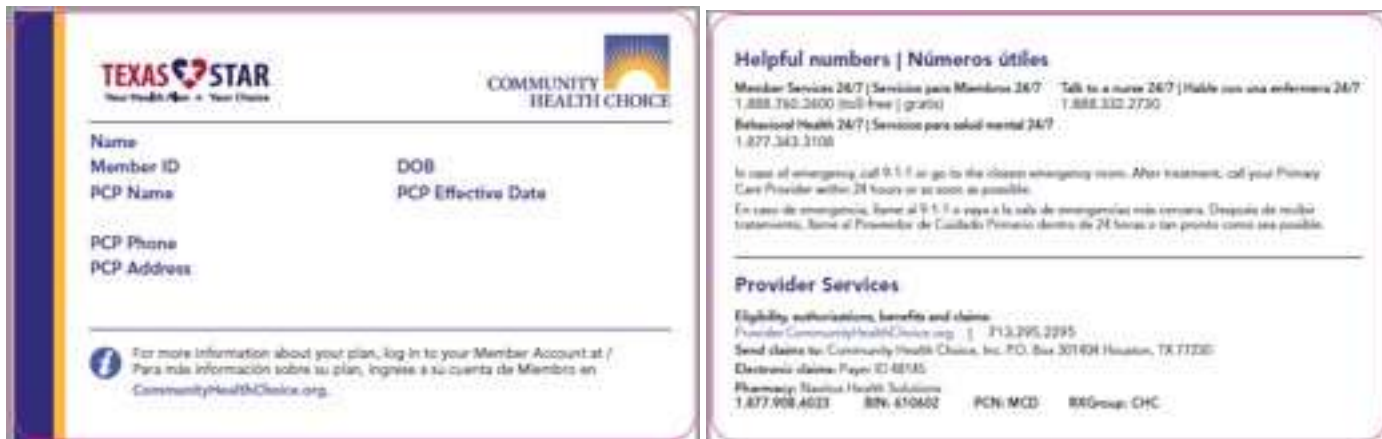 TEXAS STAR
Your Health Plan ★ Your Choice
COMMUNITY
HEALTH CHOICE
Name
Member ID DOB
PCP Name PCP Effective Date
PCP Phone
PCP Address
For more information about your plan, log in to your Member Account at /
Para más información sobre su plan, ingrese a su cuenta de Miembro en
CommunityHealthChoice.org.
Helpful numbers | Números útiles
Member Services 24/7 | Servicios para Miembros 24/7 Talk to a nurse 24/7 | Hable con una enfermera 24/7
1.888.760.2600 (toll-free | gratis) 1.888.332.2730
Behavioral Health 24/7 | Servicios para salud mental 24/7
1.877.343.3108
In case of emergency, call 9-1-1 or go to the closest emergency room. After treatment, call your Primary
Care Provider within 24 hours or as soon as possible.
En caso de emergencia, llame al 9-1-1 o vaya a la sala de emergencias más cercana. Después de recibir
tratamiento, llame al Proveedor de Cuidado Primario dentro de 24 horas o tan pronto como sea posible.
Provider Services
Eligibility, authorizations, benefits and claims:
Provider.CommunityHealthChoice.org | 713.295.2295
Send claims to: Community Health Choice, Inc. P.O. Box 301404 Houston, TX 77230
Electronic claims: Payer ID 48145
Pharmacy: Navitus Health Solutions
1.877.908.6023 BIN: 610602 PCN: MCD RXGroup: CHC